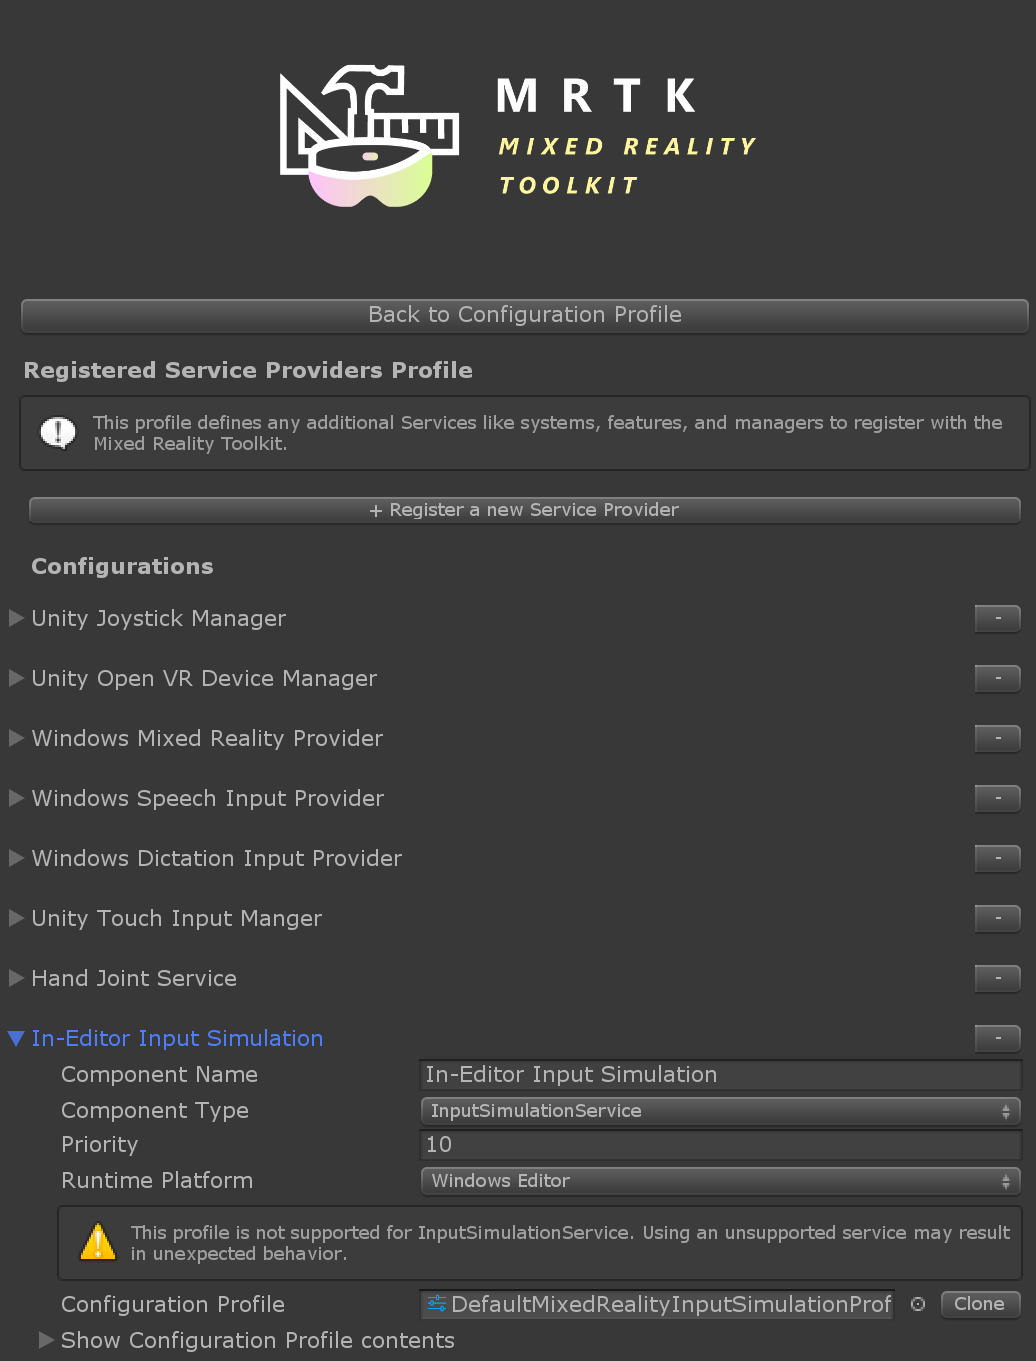 MRTK
MIXED REALITY
TOOLKIT
Back to Configuration Profile
Registered Service Providers Profile
This profile defines any additional Services like systems, features, and managers to register with the
Mixed Reality Toolkit.
+ Register a new Service Provider
Configurations
Unity Joystick Manager -
Unity Open VR Device Manager -
Windows Mixed Reality Provider -
Windows Speech Input Provider -
Windows Dictation Input Provider -
Unity Touch Input Manger -
Hand Joint Service -
In-Editor Input Simulation -
Component Name In-Editor Input Simulation
Component Type InputSimulationService
Priority 10
Runtime Platform Windows Editor
This profile is not supported for InputSimulationService. Using an unsupported service may result
in unexpected behavior.
Configuration Profile DefaultMixedRealityInputSimulationProf Clone
Show Configuration Profile contents